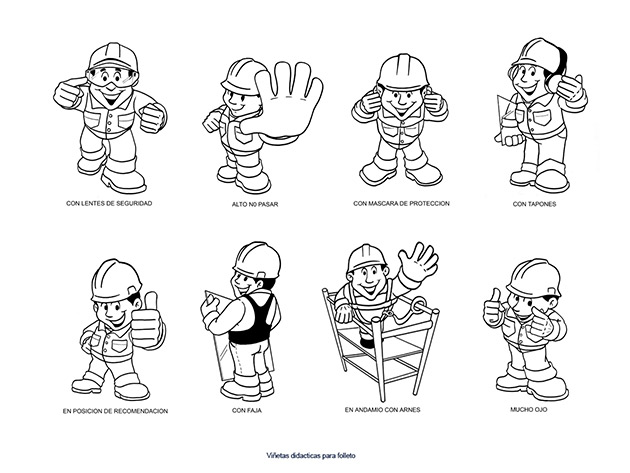 CON LENTES DE SEGURIDAD
ALTO N0 PASAR
CON MASCARA DE PROTECCION
CON TAPONES
EN POSICION DE RECOMENDACION
CON FAJA
EN ANDAMIO CON ARNES
MUCHO OJO
Viñetas didacticas para folleto